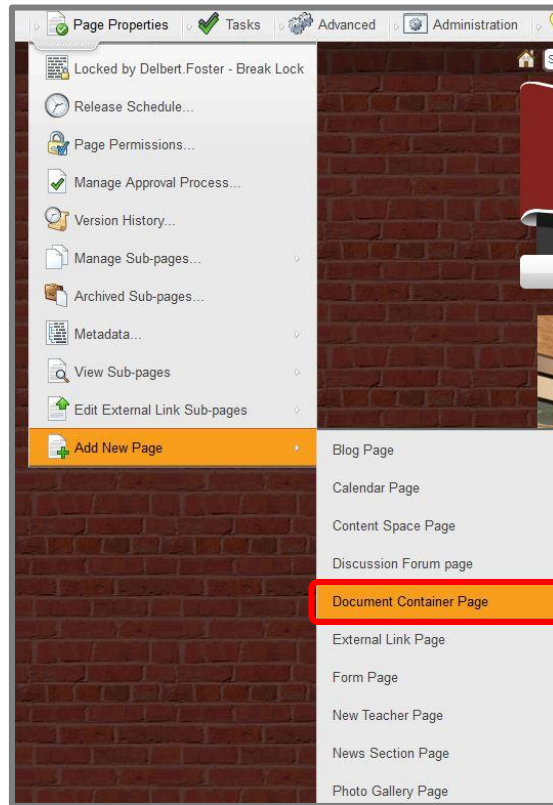 Page Properties Tasks Advanced Administration
Locked by Delbert.Foster - Break Lock
Release Schedule...
Page Permissions...
Manage Approval Process...
Version History...
Manage Sub-pages...
Archived Sub-pages...
Metadata...
View Sub-pages
Edit External Link Sub-pages
Add New Page
Blog Page
Calendar Page
Content Space Page
Discussion Forum page
Document Container Page
External Link Page
Form Page
New Teacher Page
News Section Page
Photo Gallery Page